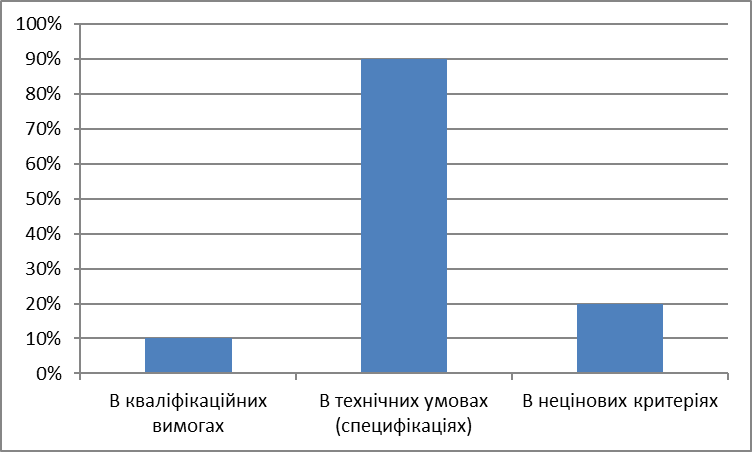 100%
90%
80%
70%
60%
50%
40%
30%
20%
10%
0%
В кваліфікаційних
вимогах
В технічних умовах
(специфікаціях)
В нецінових критеріях